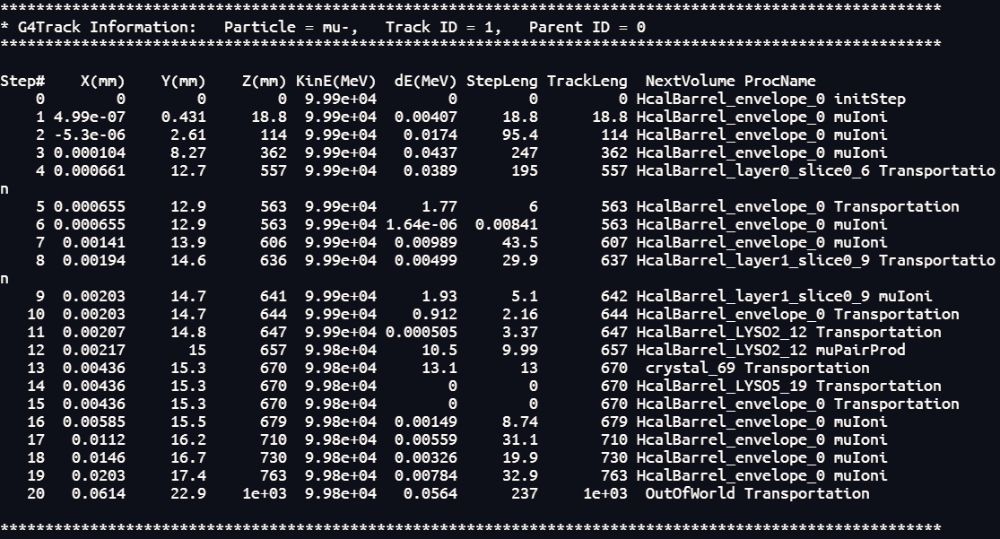 *********************************************************************************************************
* G4Track Information:   Particle = mu-,   Track ID = 1,   Parent ID = 0
*********************************************************************************************************

Step#    X(mm)    Y(mm)    Z(mm) KinE(MeV)  dE(MeV) StepLeng TrackLeng  NextVolume ProcName
    0        0        0        0  9.99e+04        0        0         0 HcalBarrel_envelope_0 initStep
    1 4.99e-07    0.431     18.8  9.99e+04  0.00407     18.8      18.8 HcalBarrel_envelope_0 muIoni
    2 -5.3e-06     2.61      114  9.99e+04   0.0174     95.4       114 HcalBarrel_envelope_0 muIoni
    3 0.000104     8.27      362  9.99e+04   0.0437      247       362 HcalBarrel_envelope_0 muIoni
    4 0.000661     12.7      557  9.99e+04   0.0389      195       557 HcalBarrel_layer0_slice0_6 Transportatio
n
    5 0.000655     12.9      563  9.99e+04     1.77        6       563 HcalBarrel_envelope_0 Transportation
    6 0.000655     12.9      563  9.99e+04 1.64e-06  0.00841       563 HcalBarrel_envelope_0 muIoni
    7  0.00141     13.9      606  9.99e+04  0.00989     43.5       607 HcalBarrel_envelope_0 muIoni
    8  0.00194     14.6      636  9.99e+04  0.00499     29.9       637 HcalBarrel_layer1_slice0_9 Transportatio
n
    9  0.00203     14.7      641  9.99e+04     1.93      5.1       642 HcalBarrel_layer1_slice0_9 muIoni
   10  0.00203     14.7      644  9.99e+04    0.912     2.16       644 HcalBarrel_envelope_0 Transportation
   11  0.00207     14.8      647  9.99e+04 0.000505     3.37       647 HcalBarrel_LYSO2_12 Transportation
   12  0.00217       15      657  9.98e+04     10.5     9.99       657 HcalBarrel_LYSO2_12 muPairProd
   13  0.00436     15.3      670  9.98e+04     13.1       13       670  crystal_69 Transportation
   14  0.00436     15.3      670  9.98e+04        0        0       670 HcalBarrel_LYSO5_19 Transportation
   15  0.00436     15.3      670  9.98e+04        0        0       670 HcalBarrel_envelope_0 Transportation
   16  0.00585     15.5      679  9.98e+04  0.00149     8.74       679 HcalBarrel_envelope_0 muIoni
   17   0.0112     16.2      710  9.98e+04  0.00559     31.1       710 HcalBarrel_envelope_0 muIoni
   18   0.0146     16.7      730  9.98e+04  0.00326     19.9       730 HcalBarrel_envelope_0 muIoni
   19   0.0203     17.4      763  9.98e+04  0.00784     32.9       763 HcalBarrel_envelope_0 muIoni
   20   0.0614     22.9    1e+03  9.98e+04   0.0564      237     1e+03  OutOfWorld Transportation

*********************************************************************************************************